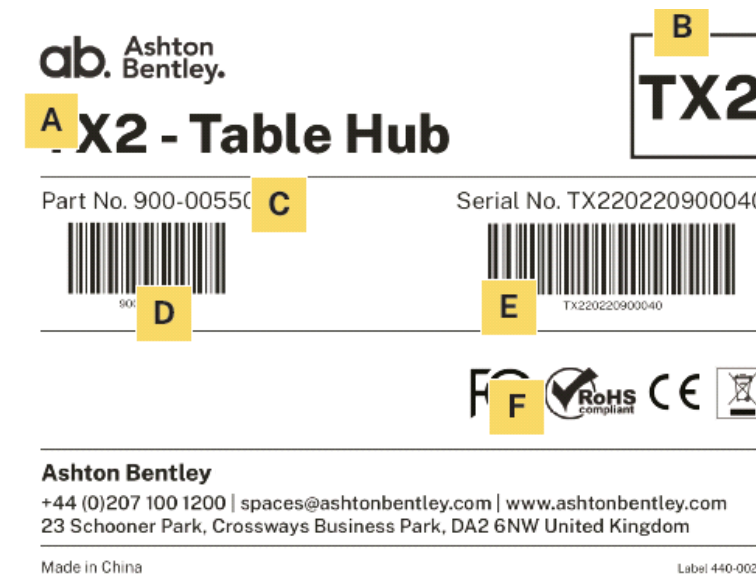 ab. Ashton
Bentley.
B
TX2
A
X2 - Table Hub
Part No. 900-00550
C
Serial No. TX220220900040
D
E
TX220220900040
F
RoHS
compliant
CE
Ashton Bentley
+44 (0)207 100 1200 | spaces@ashtonbentley.com | www.ashtonbentley.com
23 Schooner Park, Crossways Business Park, DA2 6NW United Kingdom
Made in China
Label 440-002